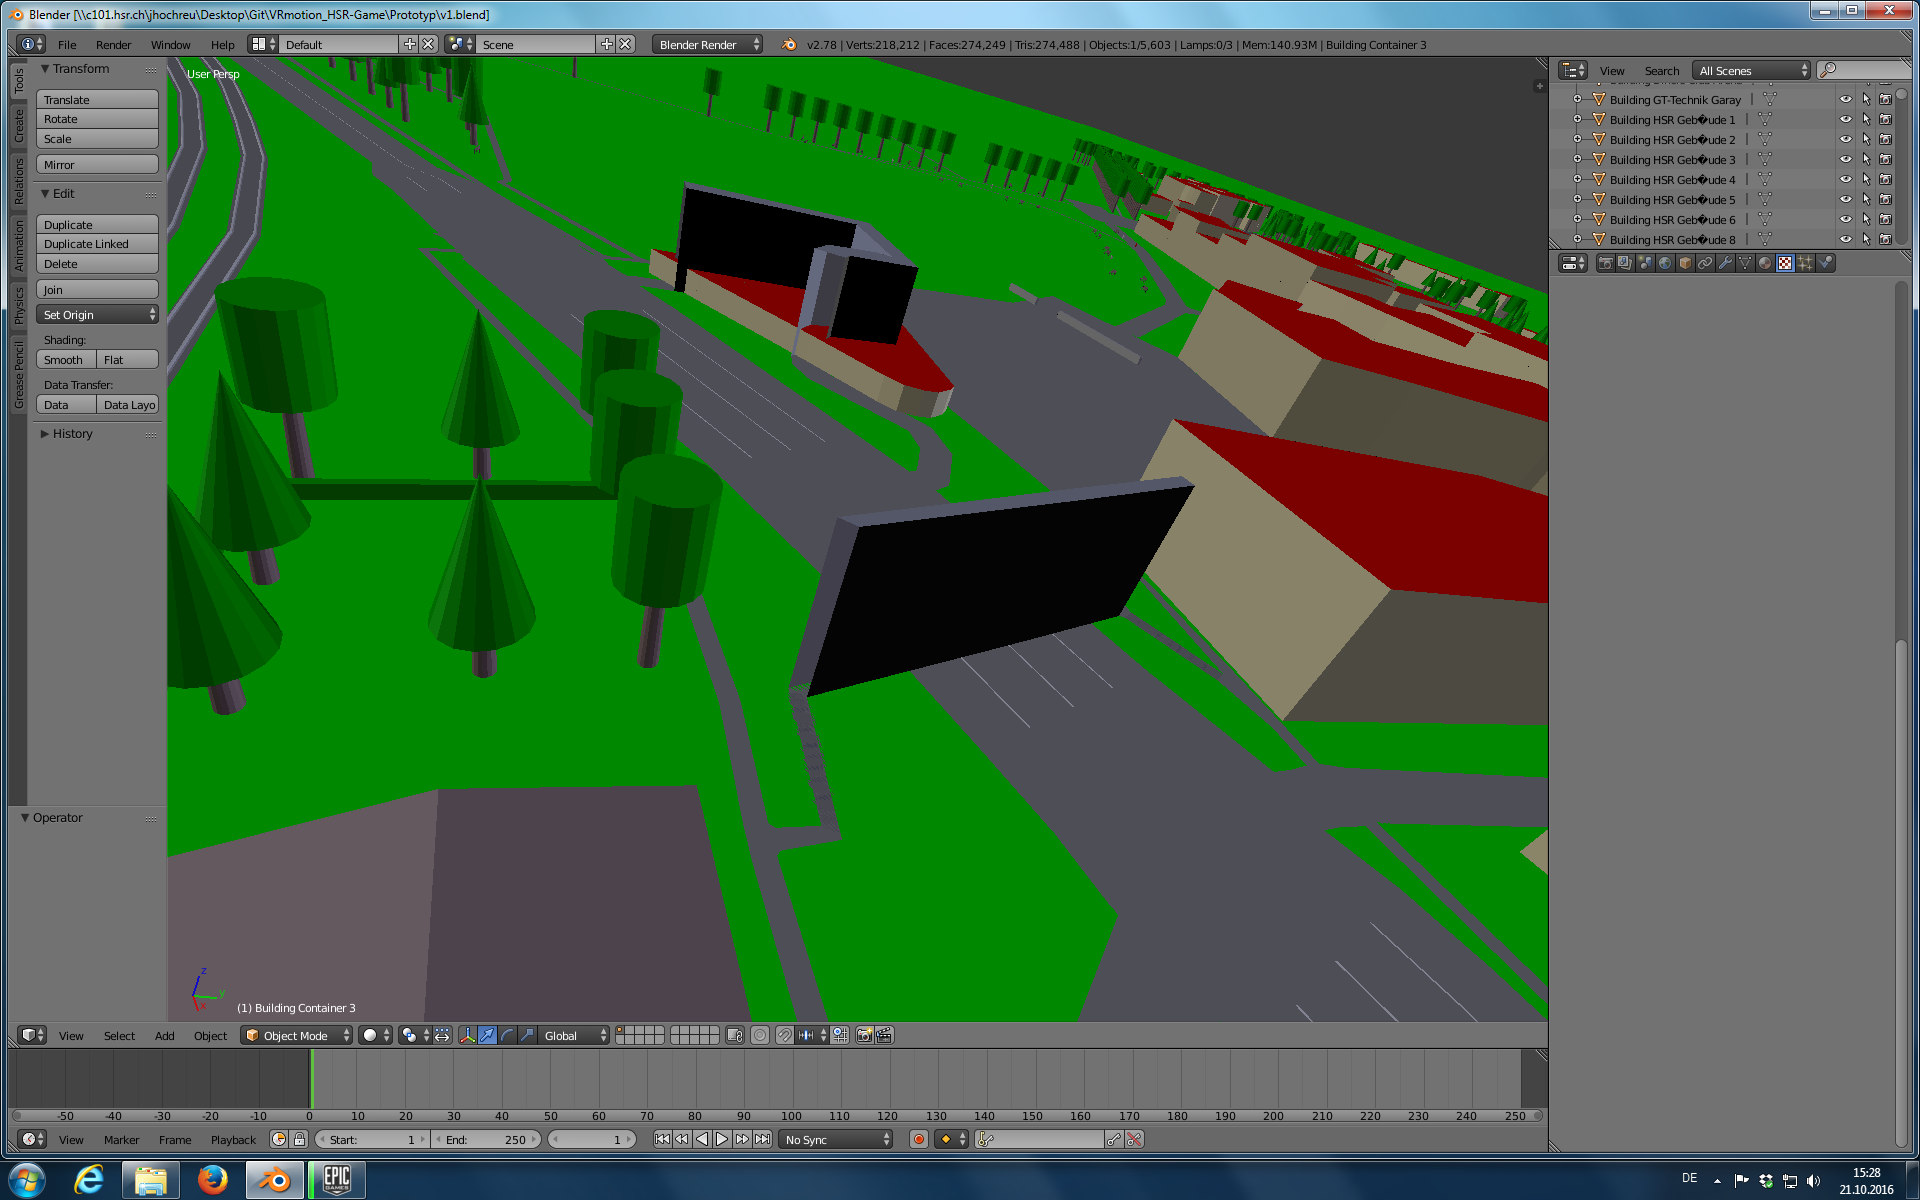 Blender [\\c101.hsr.ch\jhochreu\Desktop\Git\VRmotion_HSR-Game\Prototyp\v1.blend]
File Render Window Help Default Scene Blender Render v2.78 | Verts:218,212 | Faces:274,249 | Tris:274,488 | Objects:1/5,603 | Lamps:0/3 | Mem:140.93M | Building Container 3
Tools
Create
Relations
Animation
Physics
Grease Pencil
Transform
Translate
Rotate
Scale
Mirror
Edit
Duplicate
Duplicate Linked
Delete
Join
Set Origin
Shading:
Smooth Flat
Data Transfer:
Data Data Layo
History
Operator
User Persp
z
y
x
(1) Building Container 3
View Search All Scenes
Building GT-Technik Garay
Building HSR Geb�ude 1
Building HSR Geb�ude 2
Building HSR Geb�ude 3
Building HSR Geb�ude 4
Building HSR Geb�ude 5
Building HSR Geb�ude 6
Building HSR Geb�ude 8
View Select Add Object Object Mode Global
-50 -40 -30 -20 -10 0 10 20 30 40 50 60 70 80 90 100 110 120 130 140 150 160 170 180 190 200 210 220 230 240 250
View Marker Frame Playback Start: 1 End: 250 1 No Sync
EPIC
GAMES
DE
15:28
21.10.2016